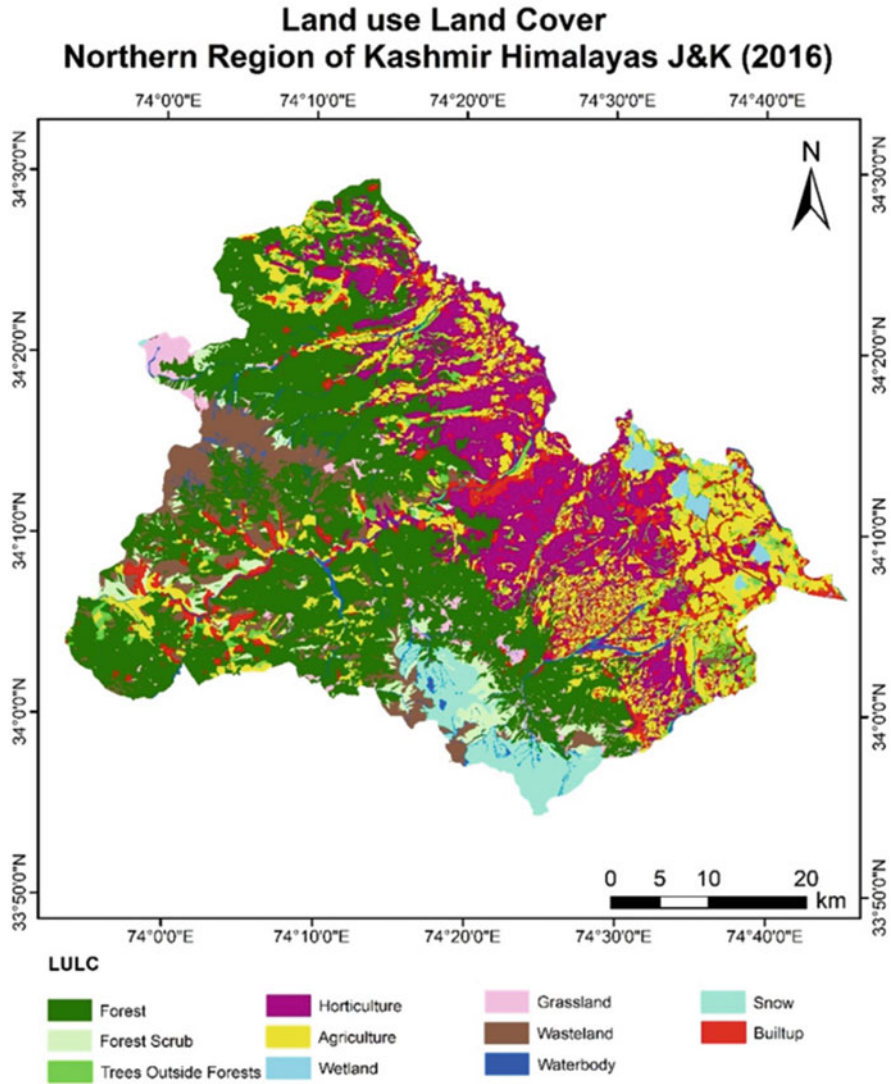 Land use Land Cover
Northern Region of Kashmir Himalayas J&K (2016)
74°0'0"E 74°10'0"E 74°20'0"E 74°30'0"E 74°40'0"E
N
34°30'0"N 34°30'0"N
34°20'0"N 34°20'0"N
34°10'0"N 34°10'0"N
34°0'0"N 34°0'0"N
0 5 10 20
km
33°50'0"N 33°50'0"N
74°0'0"E 74°10'0"E 74°20'0"E 74°30'0"E 74°40'0"E
LULC
Forest
Forest Scrub
Trees Outside Forests
Horticulture
Agriculture
Wetland
Grassland
Wasteland
Waterbody
Snow
Builtup